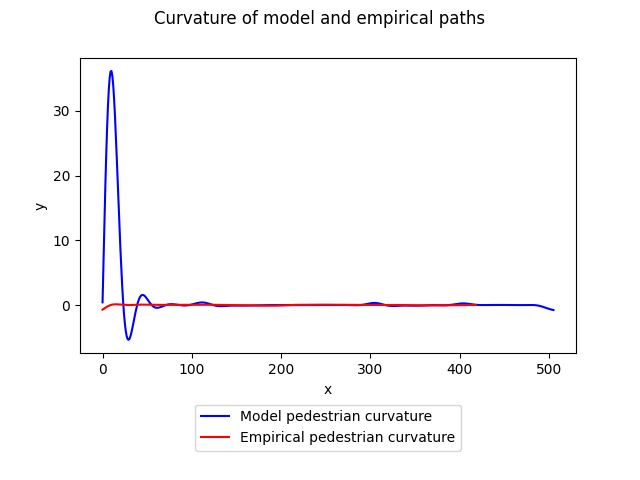 Curvature of model and empirical paths
30
20
10
0
y
0 100 200 300 400 500
x
Model pedestrian curvature
Empirical pedestrian curvature